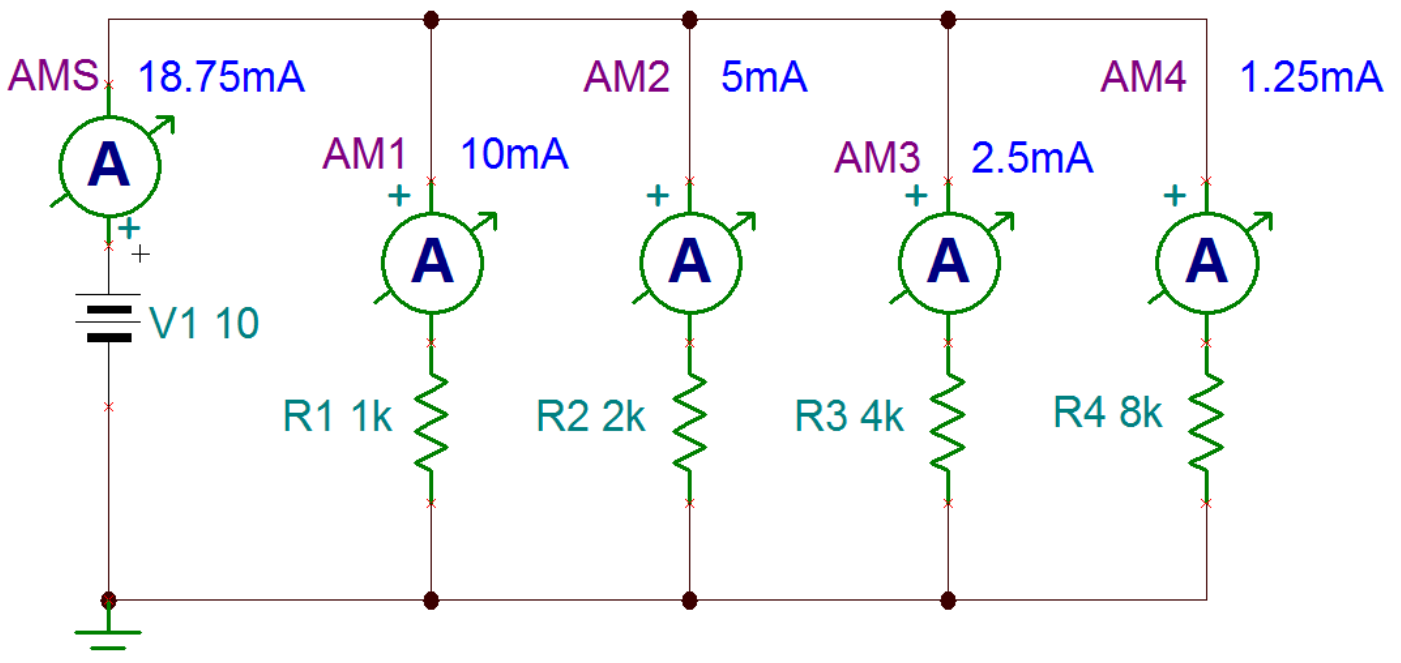 AMS 18.75mA AM2 5mA AM4 1.25mA
AM1 10mA AM3 2.5mA
+ + + +
A
+
+
A A A A
V1 10
R1 1k R2 2k R3 4k R4 8k